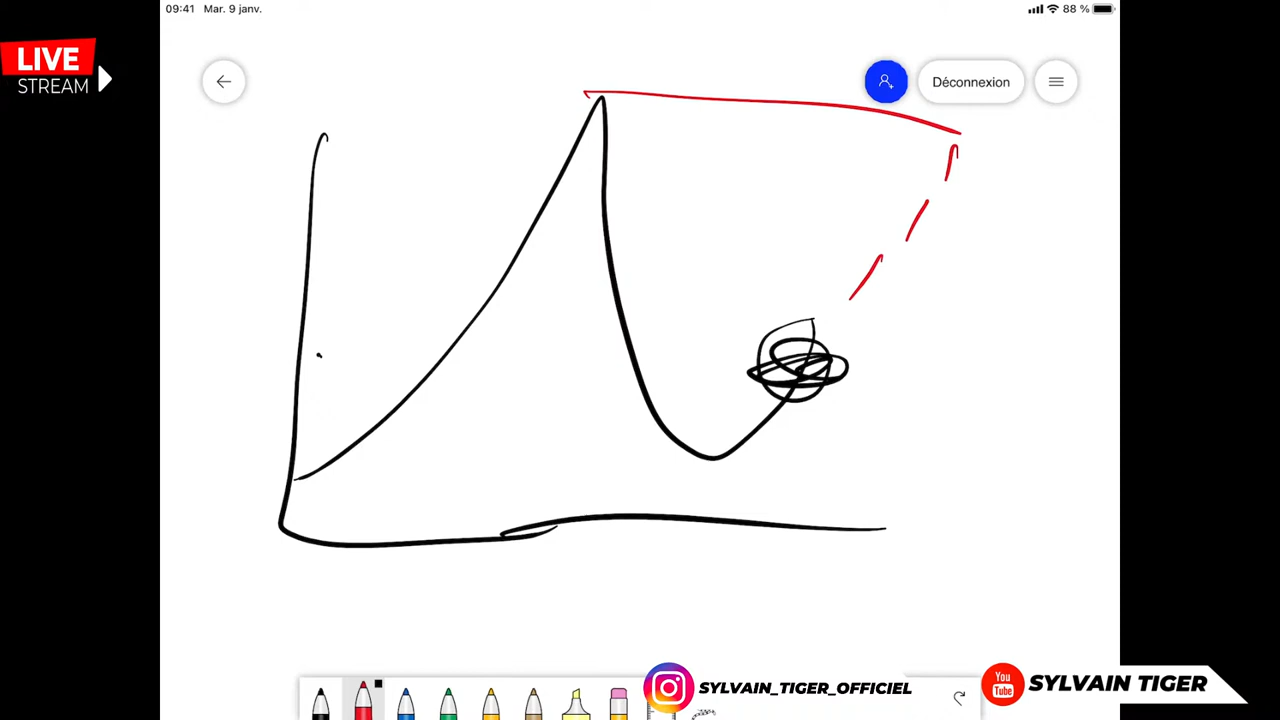 09:41 Mar. 9 janv.
88 %
LIVE
STREAM
Déconnexion
SYLVAIN_TIGER_OFFICIEL
You
Tube
SYLVAIN TIGER